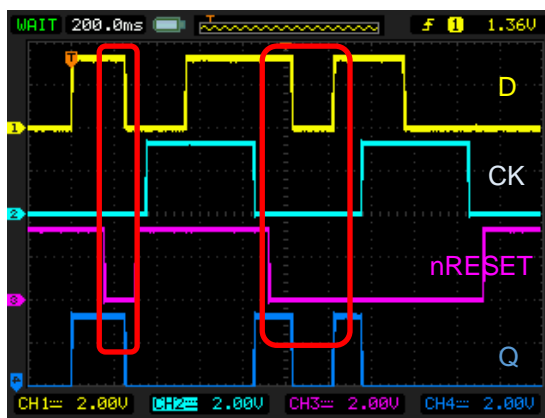 WAIT 200.0ms T f 1 1.36V
T
D
1
CK
2
nRESET
3
Q
CH1= 2.00V CH2= 2.00V CH3= 2.00V CH4= 2.00V